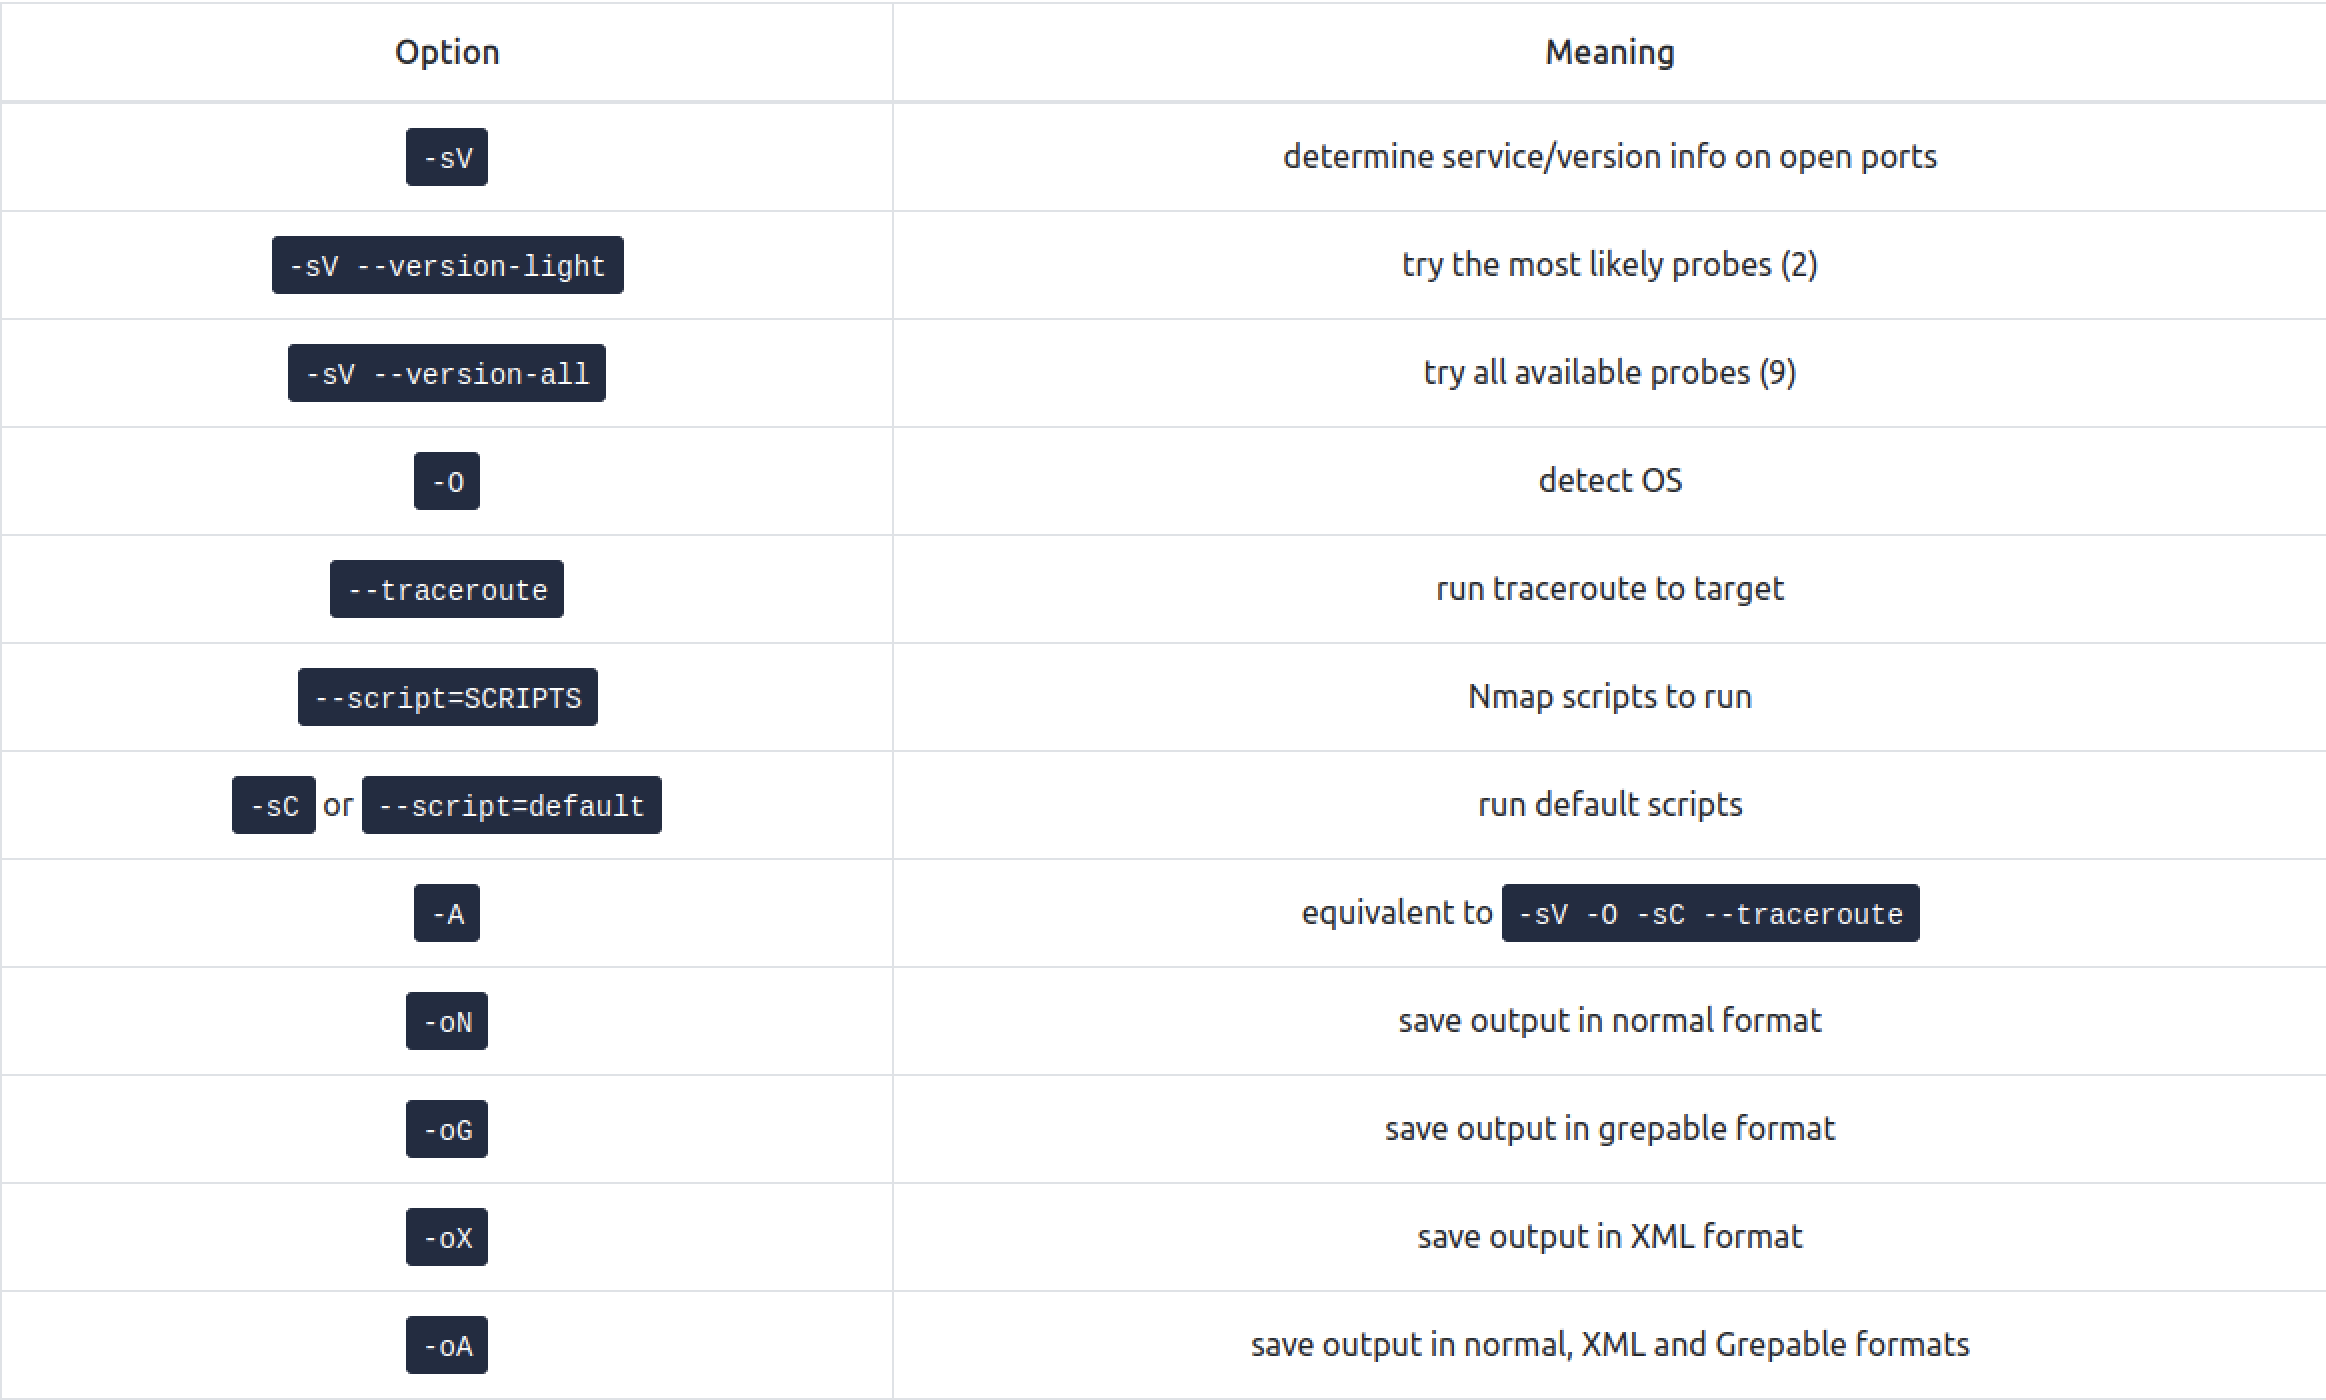 Option Meaning
-sV determine service/version info on open ports
-sV --version-light try the most likely probes (2)
-sV --version-all try all available probes (9)
-O detect OS
--traceroute run traceroute to target
--script=SCRIPTS Nmap scripts to run
-sC or --script=default run default scripts
-A equivalent to -sV -O -sC --traceroute
-oN save output in normal format
-oG save output in grepable format
-oX save output in XML format
-oA save output in normal, XML and Grepable formats